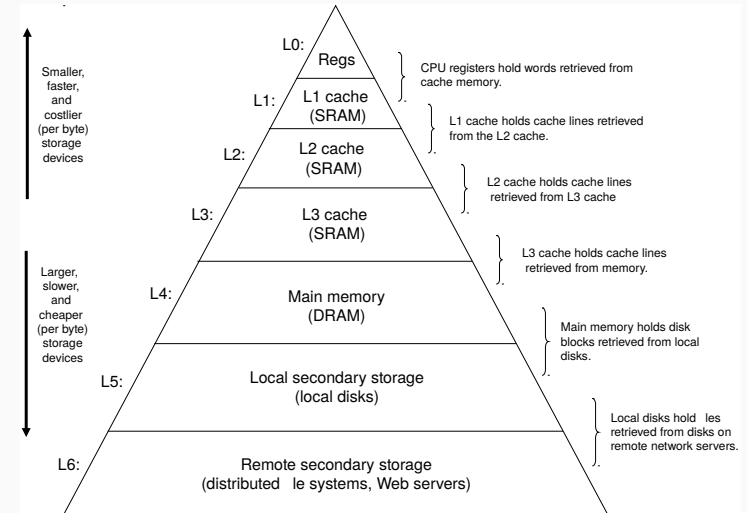 L0:
Regs
CPU registers hold words retrieved from
cache memory.
Smaller,
faster,
and
costlier
(per byte)
storage
devices
L1:
L1 cache
(SRAM)
L1 cache holds cache lines retrieved
from the L2 cache.
L2:
L2 cache
(SRAM)
L2 cache holds cache lines
retrieved from L3 cache
L3:
L3 cache
(SRAM)
L3 cache holds cache lines
retrieved from memory.
Larger,
slower,
and
cheaper
(per byte)
storage
devices
L4:
Main memory
(DRAM)
Main memory holds disk
blocks retrieved from local
disks.
L5:
Local secondary storage
(local disks)
Local disks hold les
retrieved from disks on
remote network servers.
L6:
Remote secondary storage
(distributed le systems, Web servers)